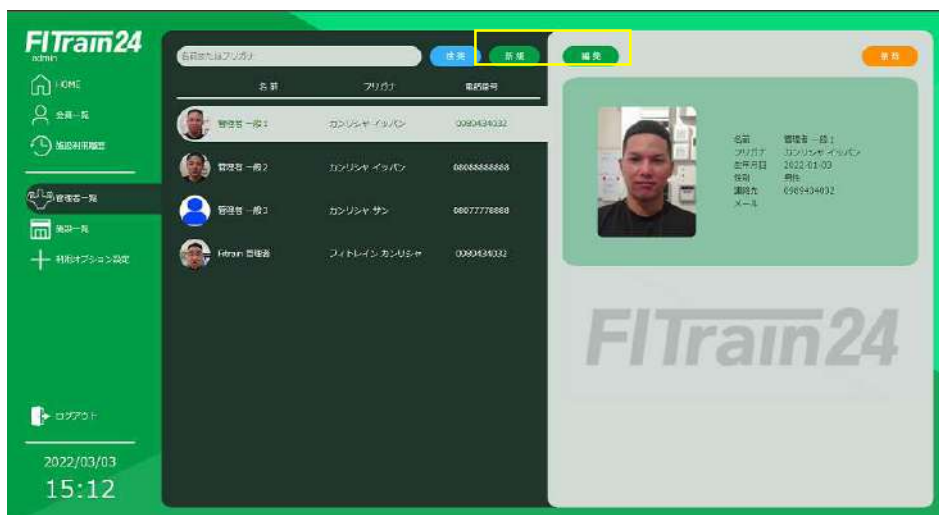 FITrain24
admin
HOME
会員一覧
施設利用履歴
管理者一覧
施設一覧
利用オプション設定
ログアウト
2022/03/03
15:12
名前またはフリガナ
検索
新規
名前 フリガナ 電話番号
管理者 一般1 カンリシャ イッパン 0989434032
管理者 一般2 カンリシャ イッパン 08088888888
管理者 一般3 カンリシャ サン 08077778888
Fitrain 管理者 フィトレイン カンリシャ 0989434032
編集
名前 管理者 一般1
フリガナ カンリシャ イッパン
生年月日 2022-01-03
性別 男性
連絡先 0989434032
メール
FITrain24